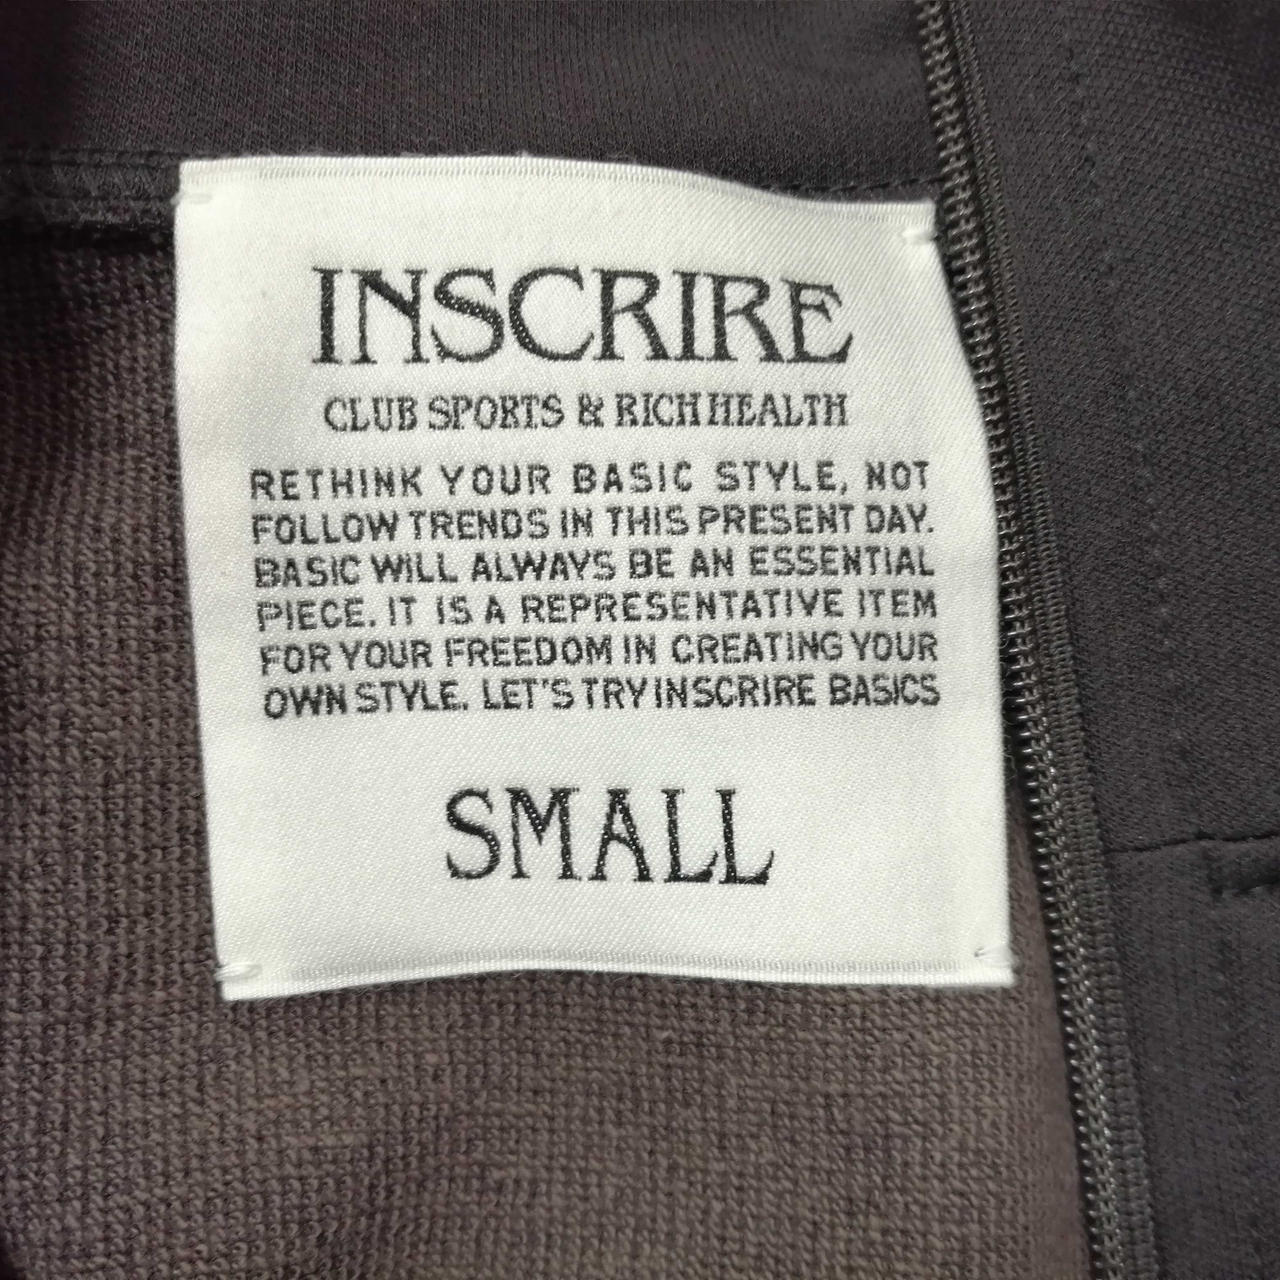 INSCRIRE
CLUB SPORTS & RICH HEALTH
RETHINK YOUR BASIC STYLE, NOT
FOLLOW TRENDS IN THIS PRESENT DAY.
BASIC WILL ALWAYS BE AN ESSENTIAL
PIECE. IT IS A REPRESENTATIVE ITEM
FOR YOUR FREEDOM IN CREATING YOUR
OWN STYLE. LET'S TRY INSCRIRE BASICS
SMALL